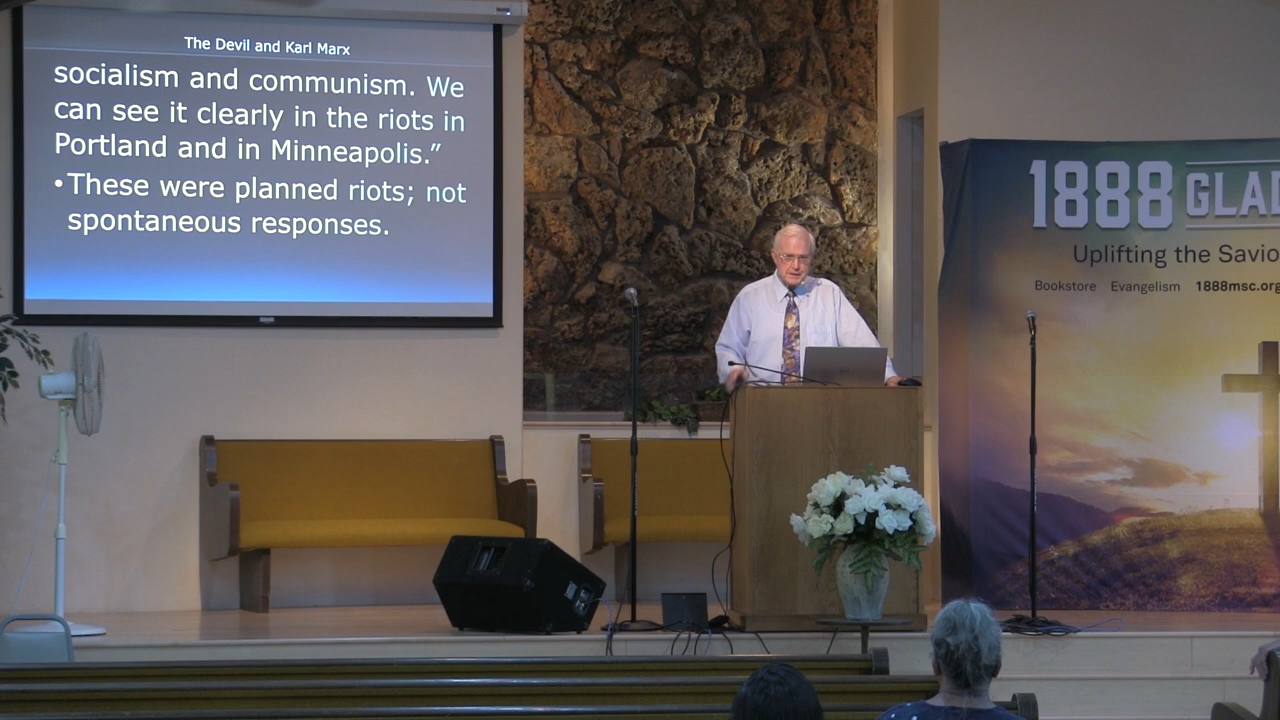 The Devil and Karl Marx
socialism and communism. We
can see it clearly in the riots in
Portland and in Minneapolis.”
• These were planned riots; not
spontaneous responses.
1888 GLA
Uplifting the Savio
Bookstore Evangelism 1888msc.org